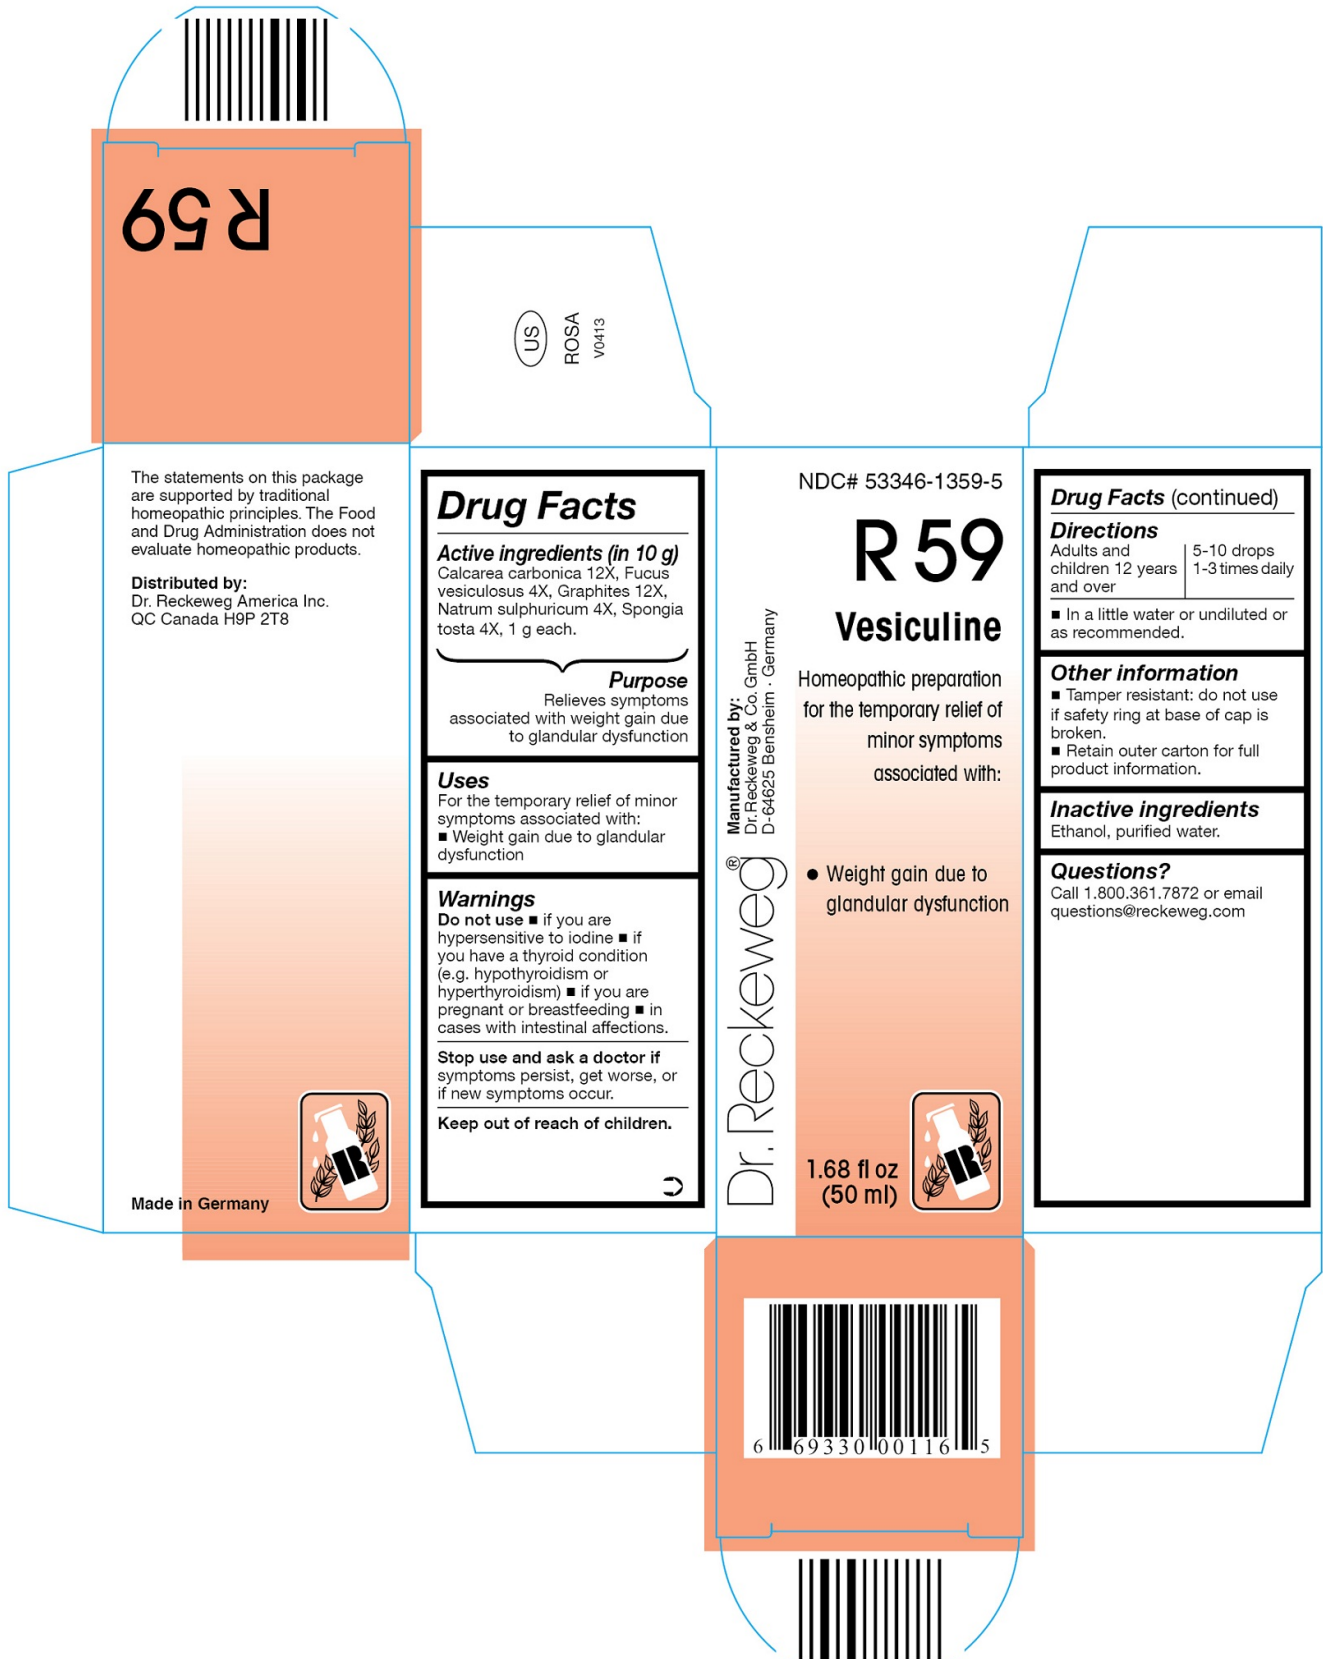 R 59
US
ROSA
V0413
The statements on this package
are supported by traditional
homeopathic principles. The Food
and Drug Administration does not
evaluate homeopathic products.
Distributed by:
Dr. Reckeweg America Inc.
QC Canada H9P 2T8
Made in Germany
Drug Facts
Active ingredients (in 10 g)
Calcarea carbonica 12X, Fucus
vesiculosus 4X, Graphites 12X,
Natrum sulphuricum 4X, Spongia
tosta 4X, 1 g each.
Purpose
Relieves symptoms
associated with weight gain due
to glandular dysfunction
Uses
For the temporary relief of minor
symptoms associated with:
■ Weight gain due to glandular
dysfunction
Warnings
Do not use ■ if you are
hypersensitive to iodine ■ if
you have a thyroid condition
(e.g. hypothyroidism or
hyperthyroidism) ■ if you are
pregnant or breastfeeding ■ in
cases with intestinal affections.
Stop use and ask a doctor if
symptoms persist, get worse, or
if new symptoms occur.
Keep out of reach of children.
Dr. Reckeweg®
Manufactured by:
Dr.Reckeweg & Co. GmbH
D-64625 Bensheim · Germany
NDC# 53346-1359-5
R 59
Vesiculine
Homeopathic preparation
for the temporary relief of
minor symptoms
associated with:
● Weight gain due to
glandular dysfunction
1.68 fl oz
(50 ml)
R
R
Drug Facts (continued)
Directions
Adults and 5-10 drops
children 12 years 1-3 times daily
and over
■ In a little water or undiluted or
as recommended.
Other information
■ Tamper resistant: do not use
if safety ring at base of cap is
broken.
■ Retain outer carton for full
product information.
Inactive ingredients
Ethanol, purified water.
Questions?
Call 1.800.361.7872 or email
questions@reckeweg.com
6 69330 00116 5